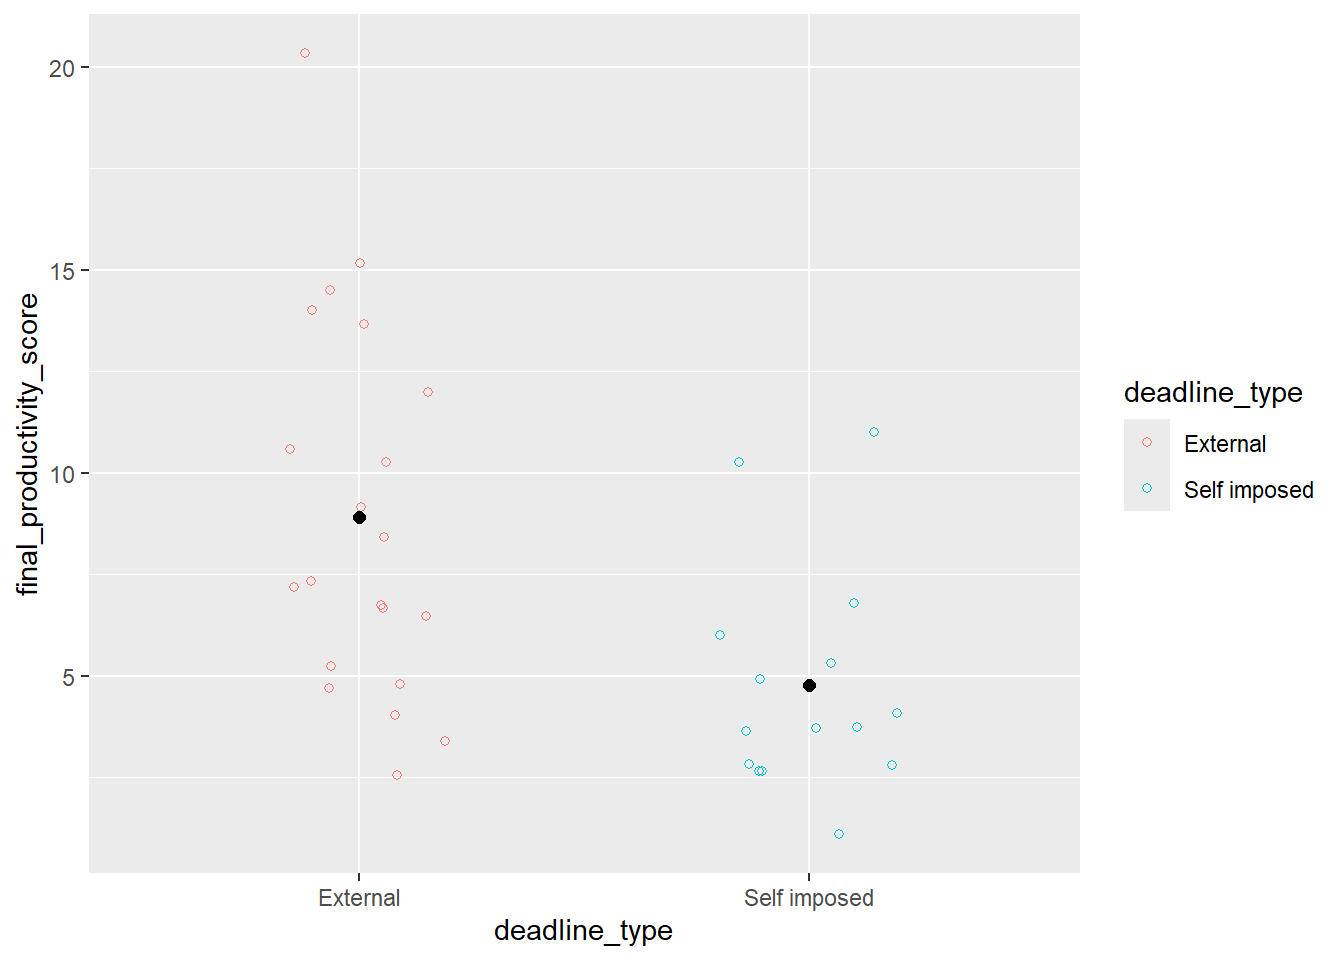 20
15
10
5
final_productivity_score
External
Self imposed
deadline_type
deadline_type
External
Self imposed